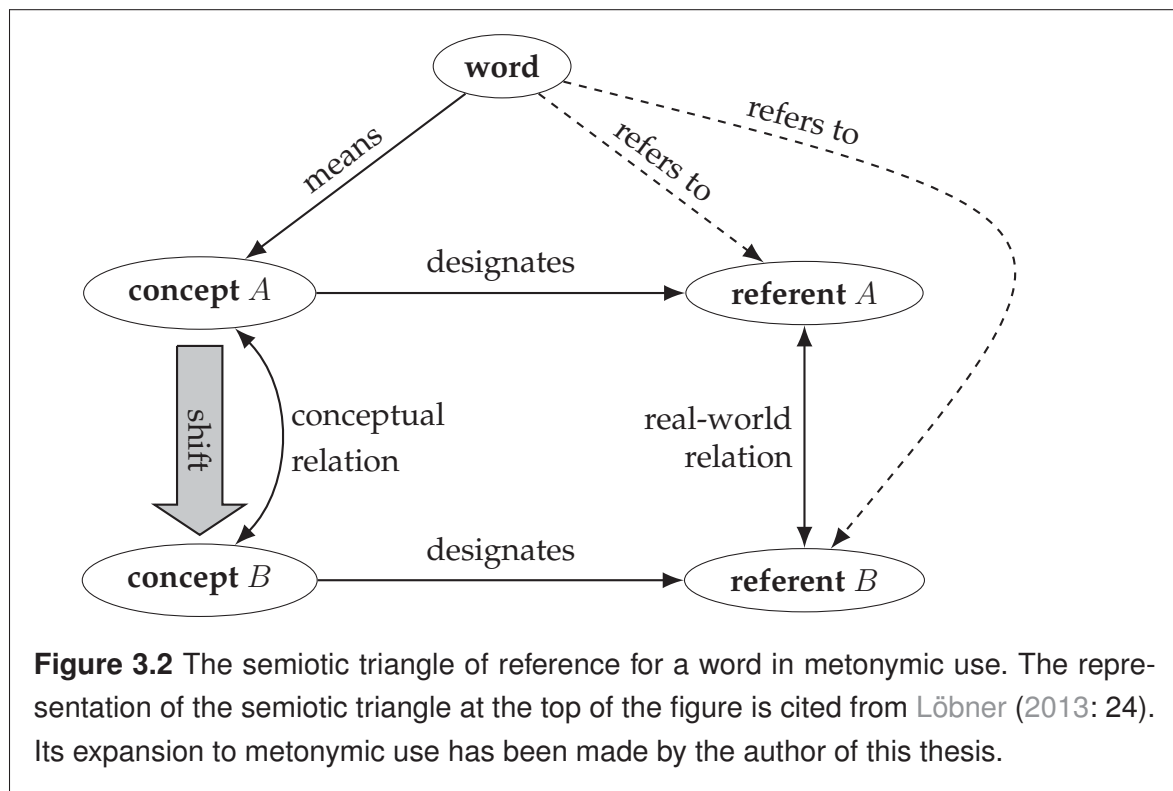 word
refers to
refers to
means
designates
concept A
referent A
shift
conceptual
relation
real-world
relation
designates
concept B
referent B
Figure 3.2 The semiotic triangle of reference for a word in metonymic use. The repre-
sentation of the semiotic triangle at the top of the figure is cited from Löbner (2013: 24).
Its expansion to metonymic use has been made by the author of this thesis.